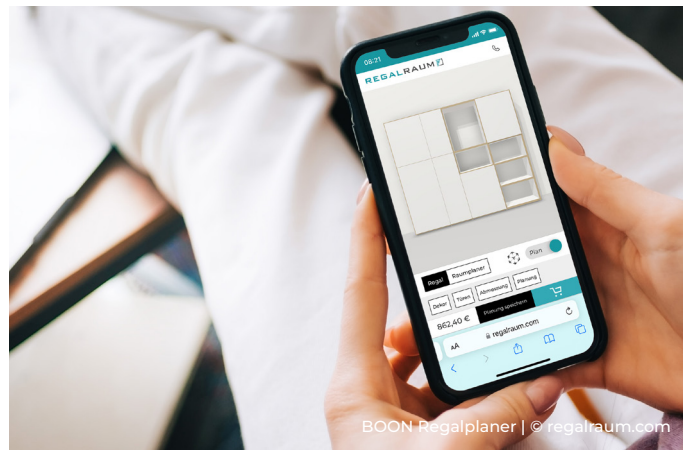 08:21
REGALRAUM
Regal Raumplaner Plan
Dekor Türen Abmessung Planung
862,40 € Planung speichern
AA regalraum.com
BOON Regalplaner | © regalraum.com